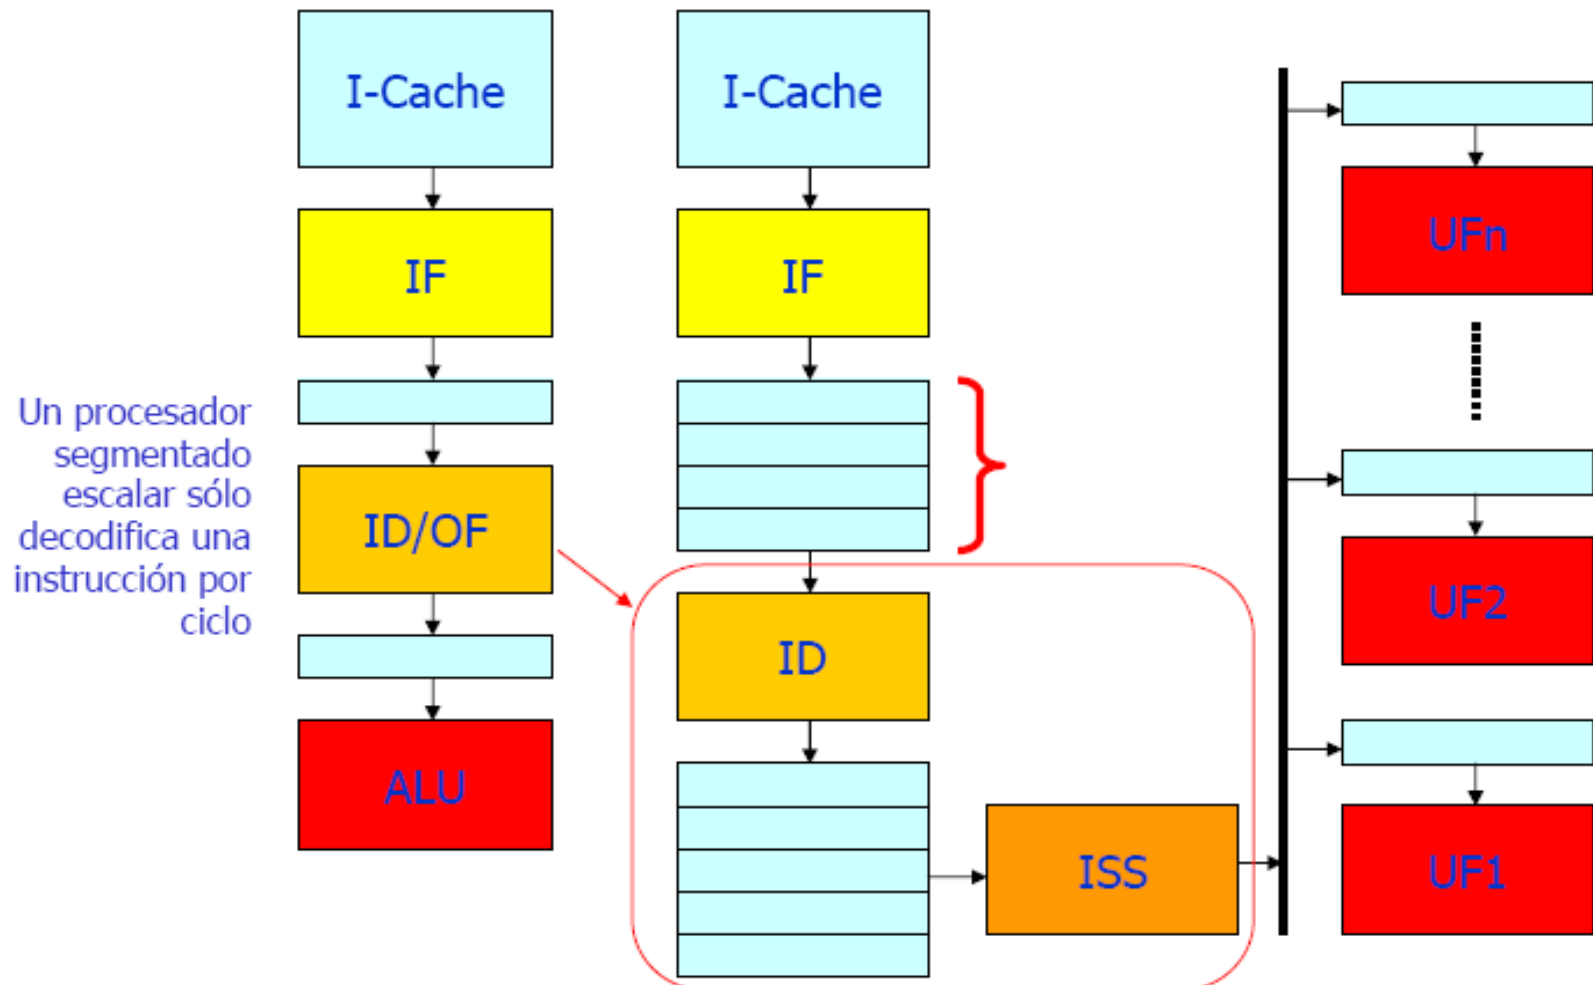 I-Cache
IF
Un procesador
segmentado
escalar sólo
decodifica una
instrucción por
ciclo
ID/OF
ALU
I-Cache
IF
ID
ISS
UFn
UF2
UF1